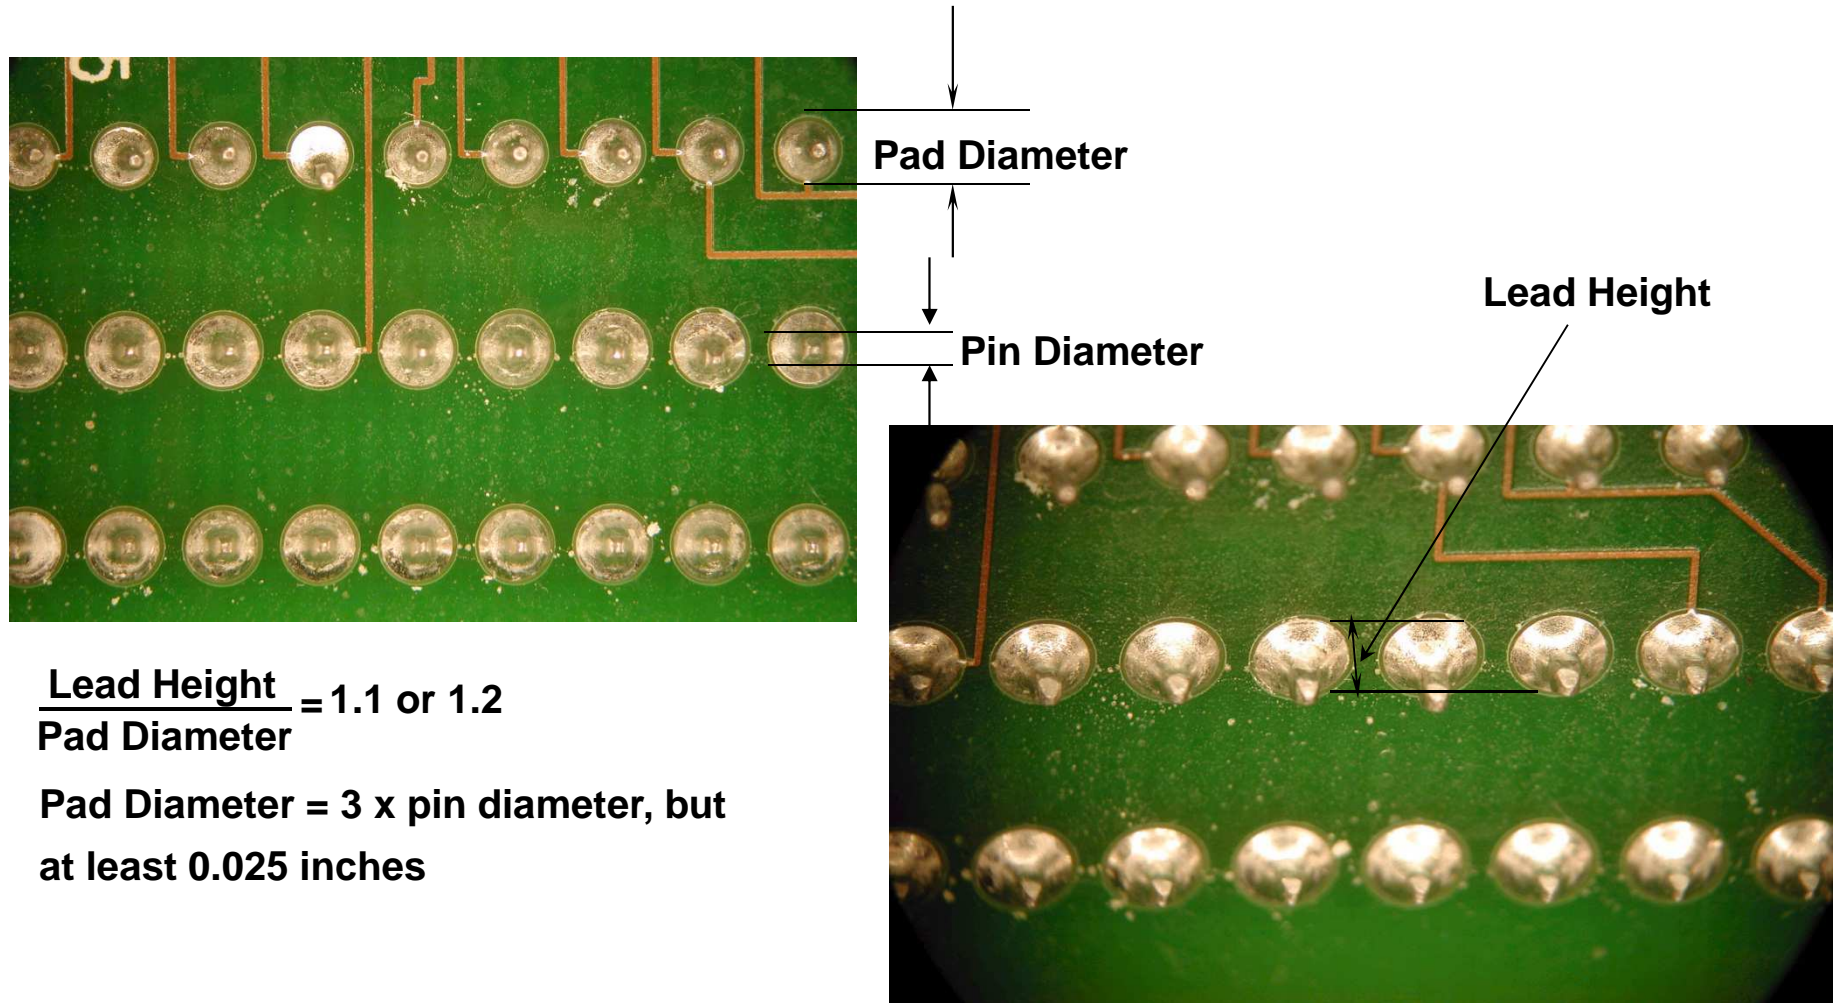 Pad Diameter
Pin Diameter
Lead Height
Lead Height
Pad Diameter
= 1.1 or 1.2
Pad Diameter = 3 x pin diameter, but
at least 0.025 inches